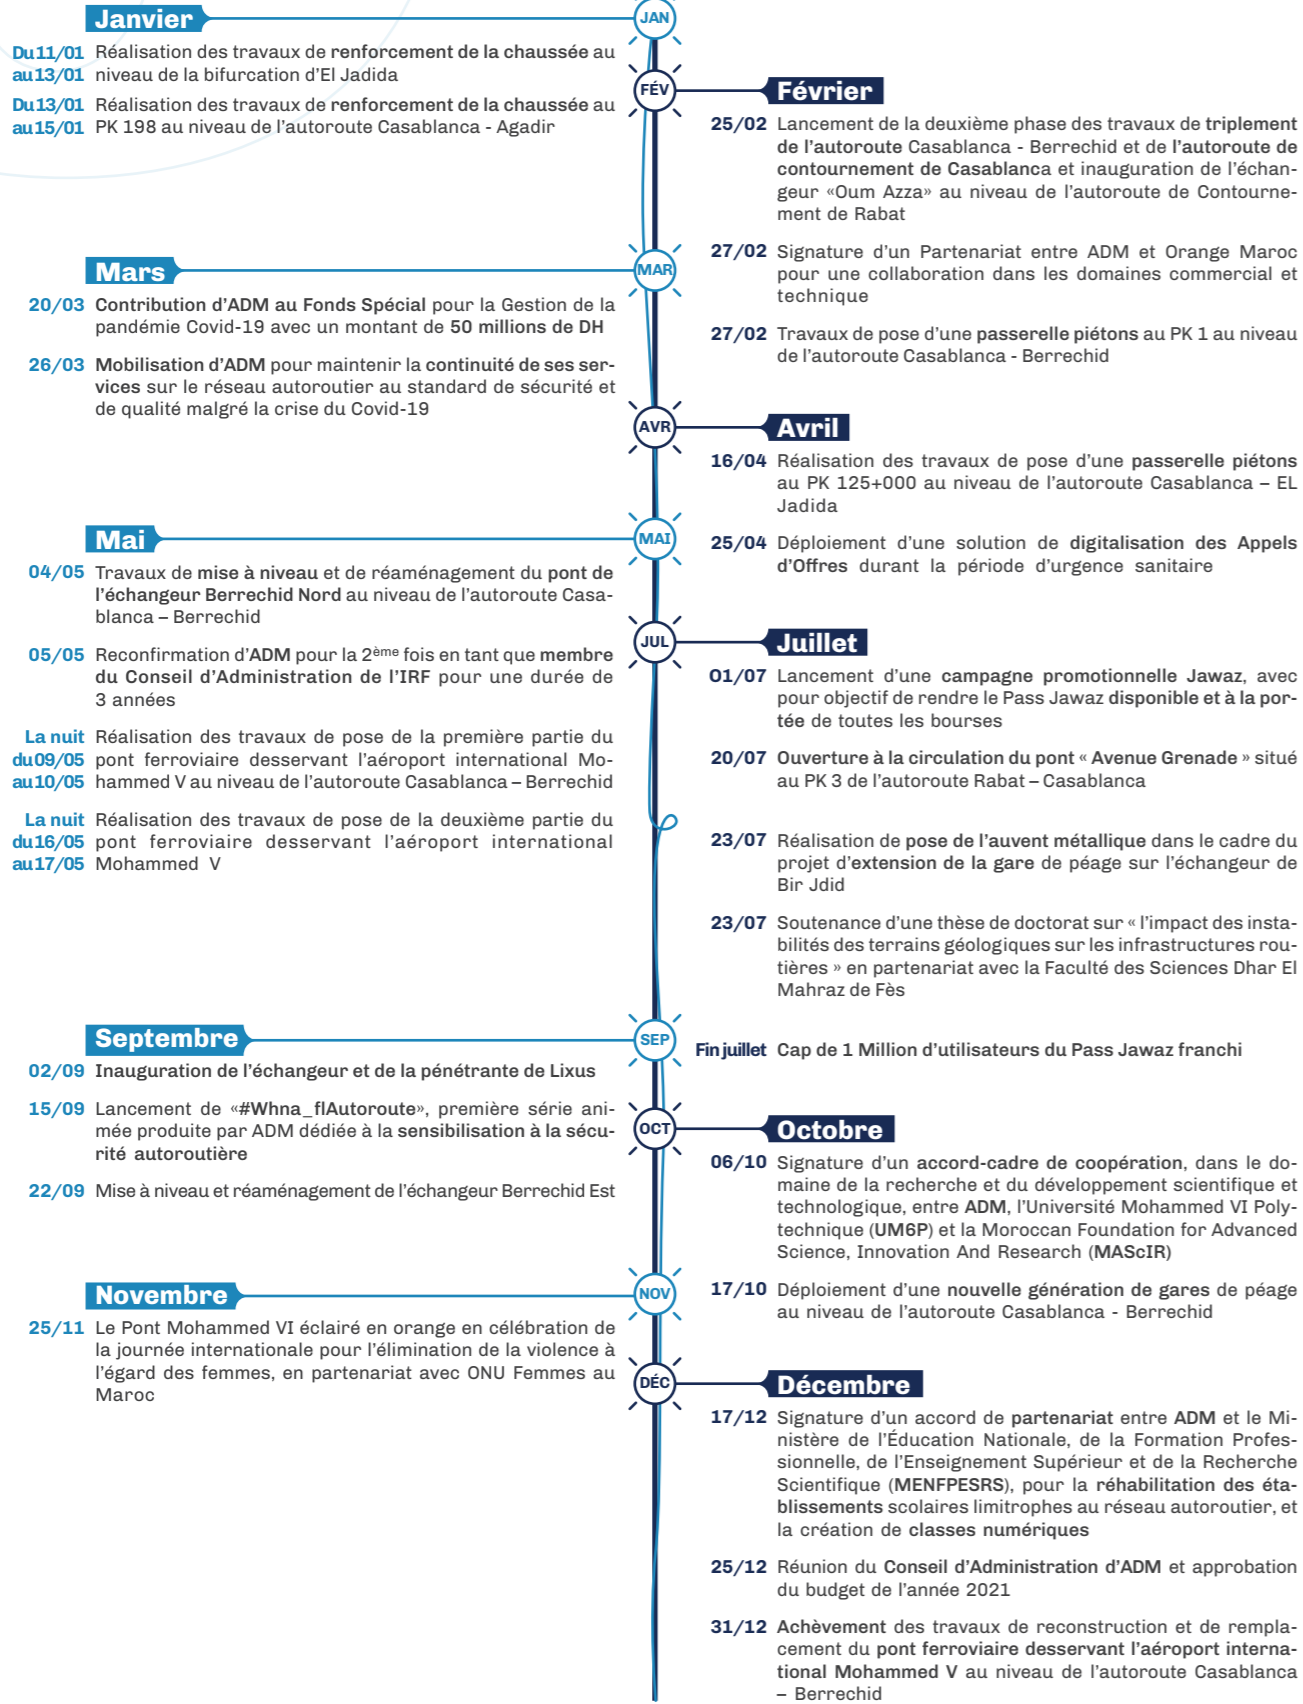 JAN
Janvier
Du 11/01 Réalisation des travaux de renforcement de la chaussée au
au 13/01 niveau de la bifurcation d'El Jadida
Du 13/01 Réalisation des travaux de renforcement de la chaussée au
au 15/01 PK 198 au niveau de l'autoroute Casablanca - Agadir
FÉV
Février
25/02 Lancement de la deuxième phase des travaux de triplement
de l'autoroute Casablanca - Berrechid et de l'autoroute de
contournement de Casablanca et inauguration de l'échan-
geur «Oum Azza» au niveau de l'autoroute de Contourne-
ment de Rabat
27/02 Signature d'un Partenariat entre ADM et Orange Maroc
pour une collaboration dans les domaines commercial et
technique
27/02 Travaux de pose d'une passerelle piétons au PK 1 au niveau
de l'autoroute Casablanca - Berrechid
MAR
Mars
20/03 Contribution d'ADM au Fonds Spécial pour la Gestion de la
pandémie Covid-19 avec un montant de 50 millions de DH
26/03 Mobilisation d'ADM pour maintenir la continuité de ses ser-
vices sur le réseau autoroutier au standard de sécurité et
de qualité malgré la crise du Covid-19
AVR
Avril
16/04 Réalisation des travaux de pose d'une passerelle piétons
au PK 125+000 au niveau de l'autoroute Casablanca – EL
Jadida
25/04 Déploiement d'une solution de digitalisation des Appels
d'Offres durant la période d'urgence sanitaire
MAI
Mai
04/05 Travaux de mise à niveau et de réaménagement du pont de
l'échangeur Berrechid Nord au niveau de l'autoroute Casa-
blanca – Berrechid
05/05 Reconfirmation d'ADM pour la 2ème fois en tant que membre
du Conseil d'Administration de l'IRF pour une durée de
3 années
La nuit Réalisation des travaux de pose de la première partie du
du 09/05 pont ferroviaire desservant l'aéroport international Mo-
au 10/05 hammed V au niveau de l'autoroute Casablanca – Berrechid
La nuit Réalisation des travaux de pose de la deuxième partie du
du 16/05 pont ferroviaire desservant l'aéroport international
au 17/05 Mohammed V
JUL
Juillet
01/07 Lancement d'une campagne promotionnelle Jawaz, avec
pour objectif de rendre le Pass Jawaz disponible et à la por-
tée de toutes les bourses
20/07 Ouverture à la circulation du pont « Avenue Grenade » situé
au PK 3 de l'autoroute Rabat – Casablanca
23/07 Réalisation de pose de l'auvent métallique dans le cadre du
projet d'extension de la gare de péage sur l'échangeur de
Bir Jdid
23/07 Soutenance d'une thèse de doctorat sur « l'impact des insta-
bilités des terrains géologiques sur les infrastructures rou-
tières » en partenariat avec la Faculté des Sciences Dhar El
Mahraz de Fès
Fin juillet Cap de 1 Million d'utilisateurs du Pass Jawaz franchi
SEP
Septembre
02/09 Inauguration de l'échangeur et de la pénétrante de Lixus
15/09 Lancement de «#Whna_flAutoroute», première série ani-
mée produite par ADM dédiée à la sensibilisation à la sécu-
rité autoroutière
22/09 Mise à niveau et réaménagement de l'échangeur Berrechid Est
OCT
Octobre
06/10 Signature d'un accord-cadre de coopération, dans le do-
maine de la recherche et du développement scientifique et
technologique, entre ADM, l'Université Mohammed VI Poly-
technique (UM6P) et la Moroccan Foundation for Advanced
Science, Innovation And Research (MAScIR)
17/10 Déploiement d'une nouvelle génération de gares de péage
au niveau de l'autoroute Casablanca - Berrechid
NOV
Novembre
25/11 Le Pont Mohammed VI éclairé en orange en célébration de
la journée internationale pour l'élimination de la violence à
l'égard des femmes, en partenariat avec ONU Femmes au
Maroc
DÉC
Décembre
17/12 Signature d'un accord de partenariat entre ADM et le Mi-
nistère de l'Éducation Nationale, de la Formation Profes-
sionnelle, de l'Enseignement Supérieur et de la Recherche
Scientifique (MENFPESRS), pour la réhabilitation des éta-
blissements scolaires limitrophes au réseau autoroutier, et
la création de classes numériques
25/12 Réunion du Conseil d'Administration d'ADM et approbation
du budget de l'année 2021
31/12 Achèvement des travaux de reconstruction et de rempla-
cement du pont ferroviaire desservant l'aéroport interna-
tional Mohammed V au niveau de l'autoroute Casablanca
– Berrechid